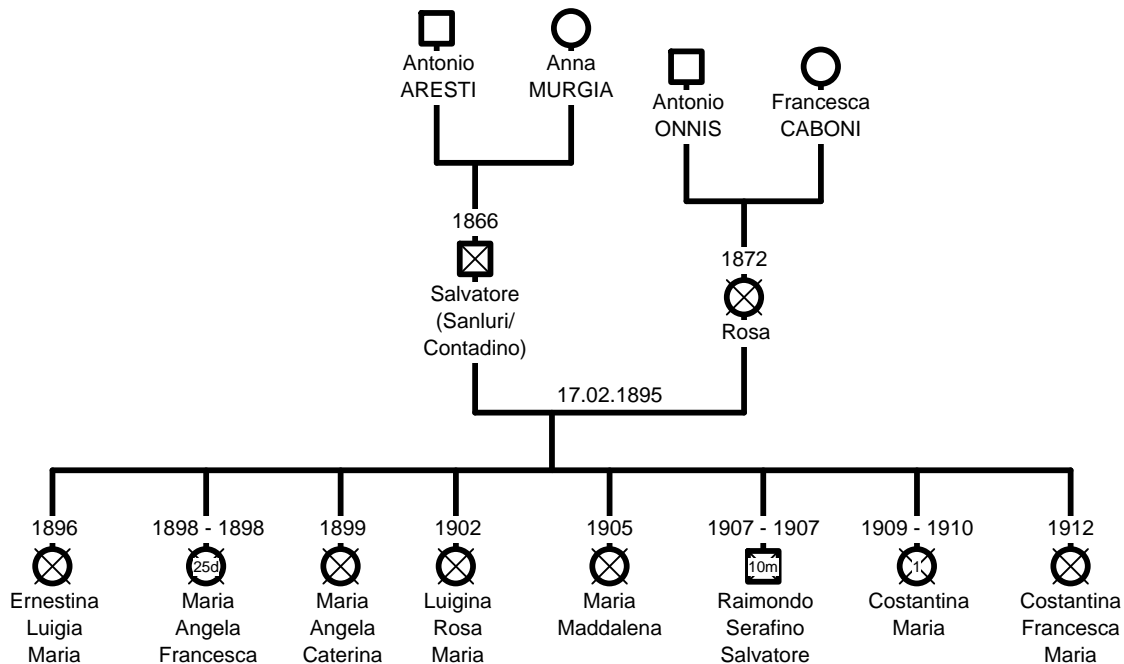 Antonio
ARESTI
Anna
MURGIA
Antonio
ONNIS
Francesca
CABONI
1866
Salvatore
(Sanluri/
Contadino)
1872
Rosa
17.02.1895
1896
Ernestina
Luigia
Maria
1898 - 1898
25d
Maria
Angela
Francesca
1899
Maria
Angela
Caterina
1902
Luigina
Rosa
Maria
1905
Maria
Maddalena
1907 - 1907
10m
Raimondo
Serafino
Salvatore
1909 - 1910
1
Costantina
Maria
1912
Costantina
Francesca
Maria